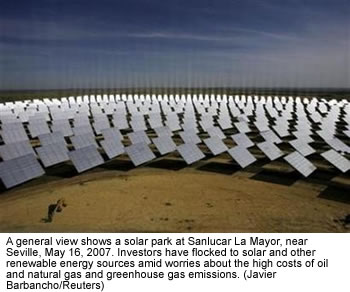 A general view shows a solar park at Sanlucar La Mayor, near
Seville, May 16, 2007. Investors have flocked to solar and other
renewable energy sources amid worries about the high costs of oil
and natural gas and greenhouse gas emissions. (Javier
Barbancho/Reuters)